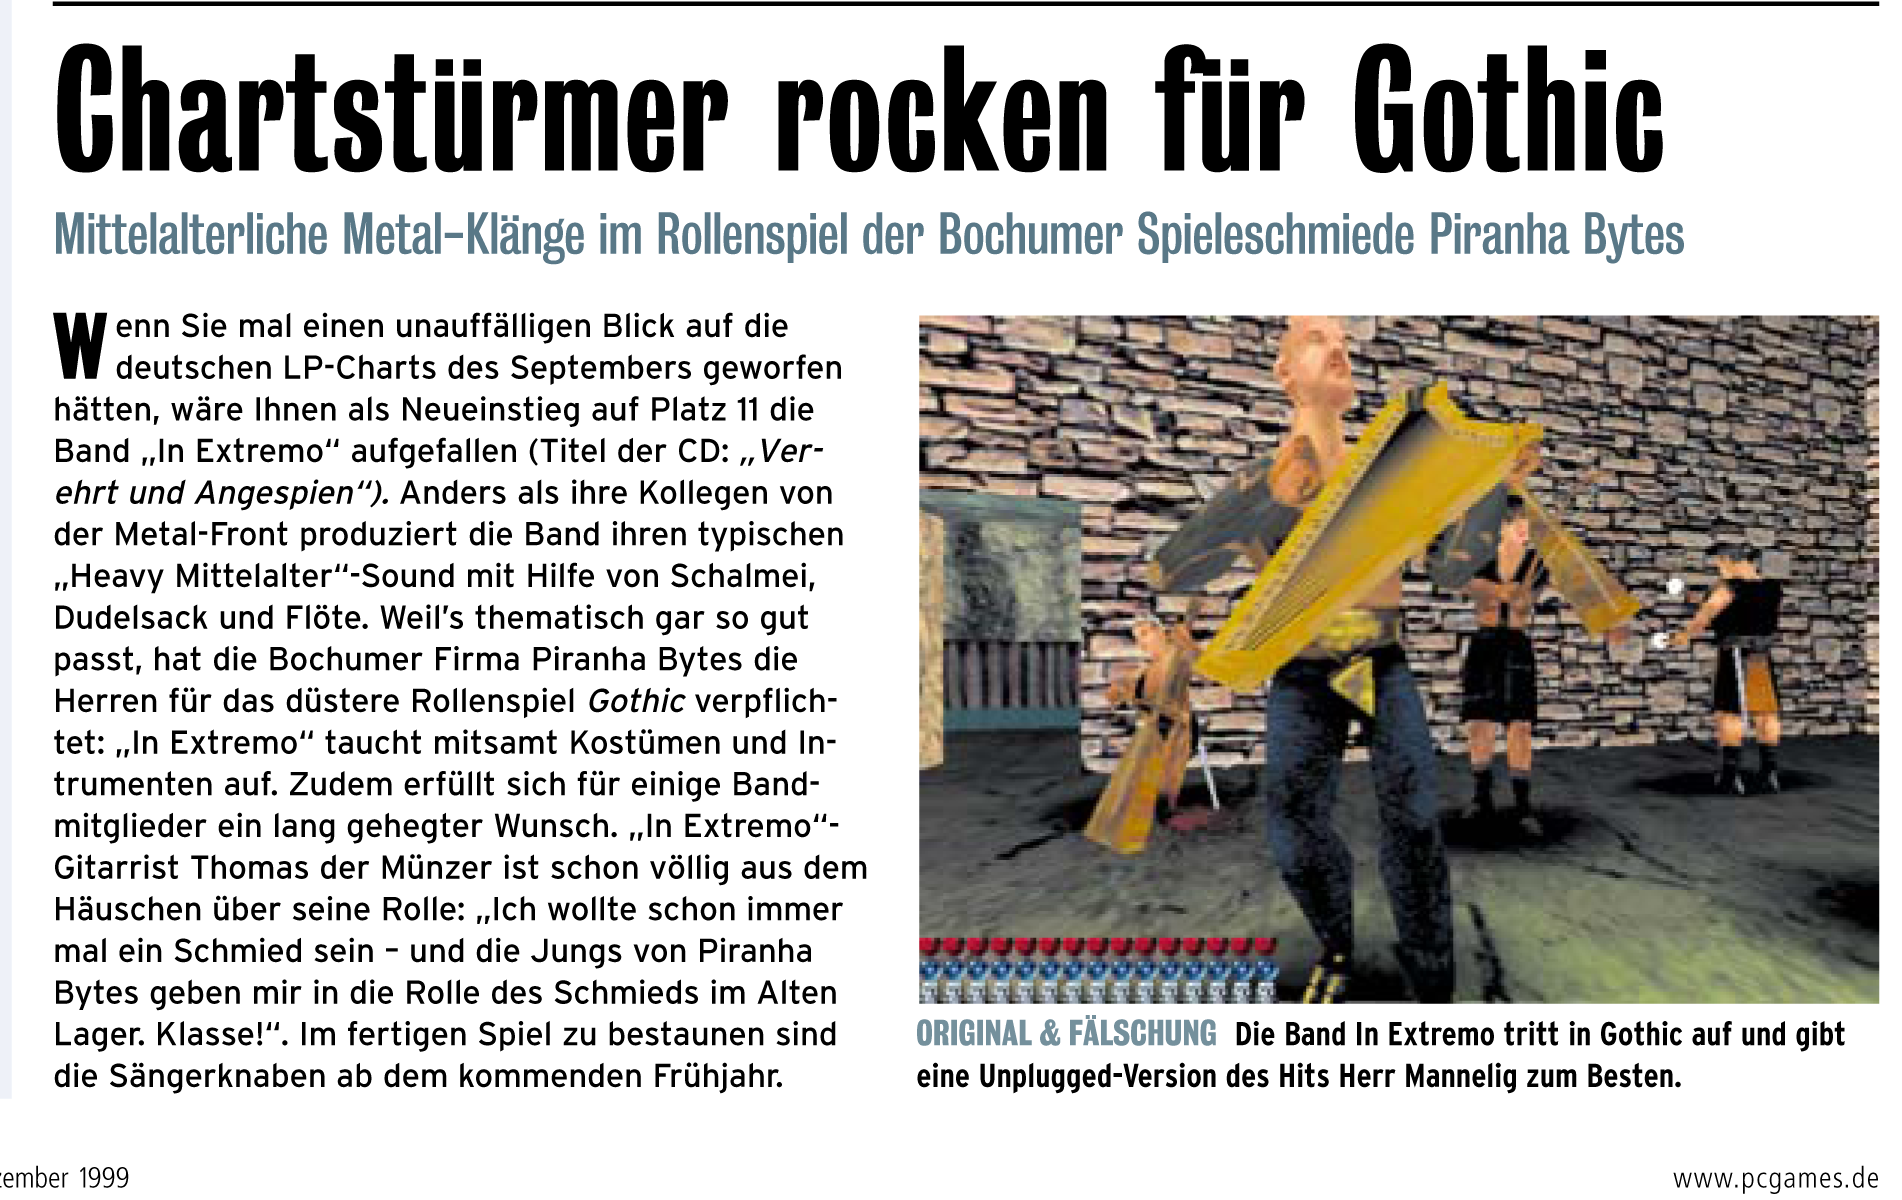 Chartstürmer rocken für Gothic
Mittelalterliche Metal-Klänge im Rollenspiel der Bochumer Spieleschmiede Piranha Bytes
Wenn Sie mal einen unauffälligen Blick auf die
deutschen LP-Charts des Septembers geworfen
hätten, wäre Ihnen als Neueinstieg auf Platz 11 die
Band „In Extremo“ aufgefallen (Titel der CD: „Ver-
ehrt und Angespien“). Anders als ihre Kollegen von
der Metal-Front produziert die Band ihren typischen
„Heavy Mittelalter“-Sound mit Hilfe von Schalmei,
Dudelsack und Flöte. Weil’s thematisch gar so gut
passt, hat die Bochumer Firma Piranha Bytes die
Herren für das düstere Rollenspiel Gothic verpflich-
tet: „In Extremo“ taucht mitsamt Kostümen und In-
trumenten auf. Zudem erfüllt sich für einige Band-
mitglieder ein lang gehegter Wunsch. „In Extremo“-
Gitarrist Thomas der Münzer ist schon völlig aus dem
Häuschen über seine Rolle: „Ich wollte schon immer
mal ein Schmied sein – und die Jungs von Piranha
Bytes geben mir in die Rolle des Schmieds im Alten
Lager. Klasse!“. Im fertigen Spiel zu bestaunen sind
die Sängerknaben ab dem kommenden Frühjahr.
ORIGINAL & FÄLSCHUNG Die Band In Extremo tritt in Gothic auf und gibt
eine Unplugged-Version des Hits Herr Mannelig zum Besten.
zember 1999
www.pcgames.de